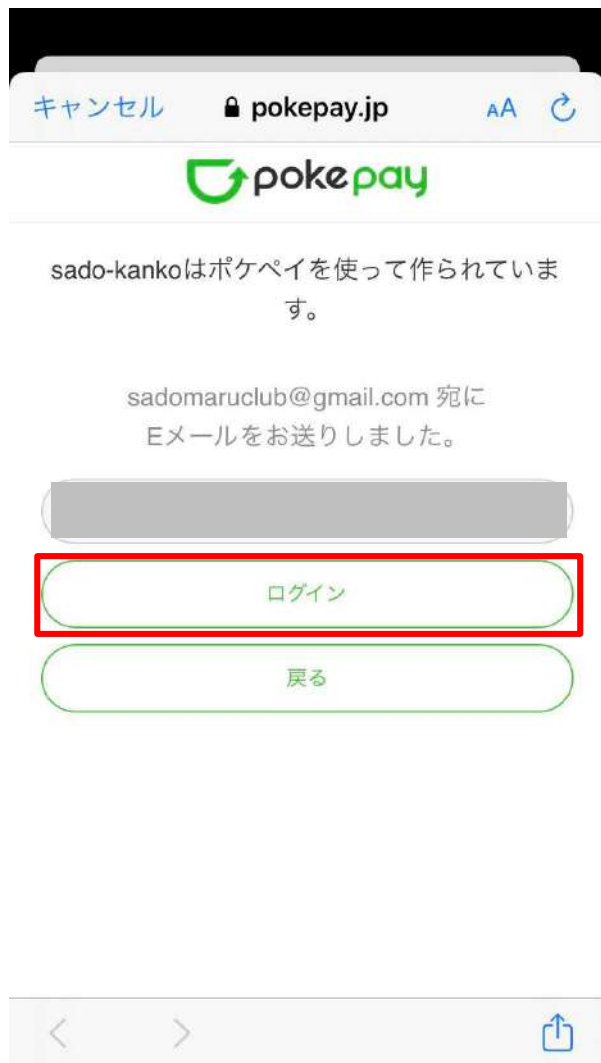 キャンセル pokepay.jp AA
pokepay
sado-kankoはポケペイを使って作られていま
す。
sadomaruclub@gmail.com 宛に
Eメールをお送りしました。
ログイン
戻る